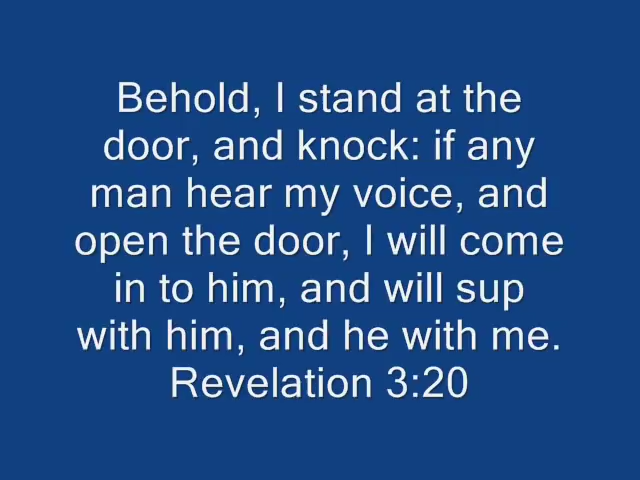 Behold, I stand at the
door, and knock: if any
man hear my voice, and
open the door, I will come
in to him, and will sup
with him, and he with me.
Revelation 3:20